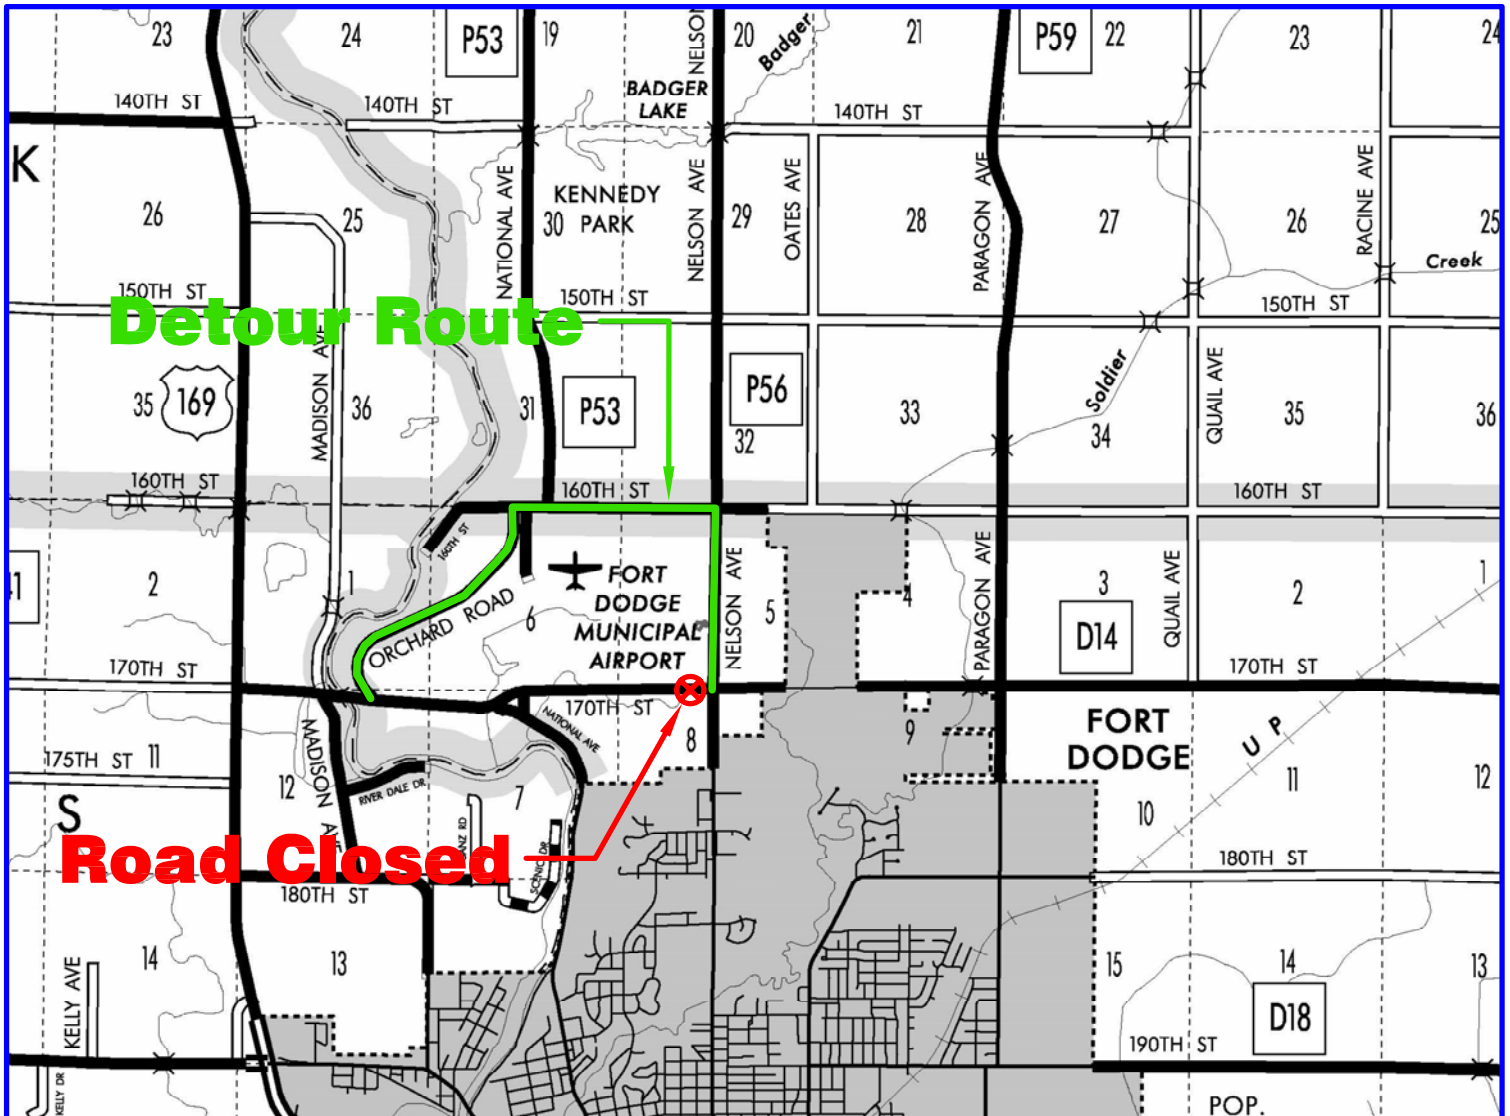 23
24
P53
19
NELSON
20
Badger
21
P59
22
23
24
140TH ST
140TH ST
BADGER
LAKE
140TH ST
K
26
25
NATIONAL AVE
KENNEDY
30 PARK
NELSON AVE
29
OATES AVE
28
PARAGON AVE
27
26
RACINE AVE
25
Creek
150TH ST
150TH ST
150TH ST
Detour Route
35
169
MADISON AVE
36
31
P53
P56
32
33
Soldier
34
QUAIL AVE
35
36
160TH ST
160TH ST
160TH ST
160TH ST
41
2
1
ORCHARD ROAD
6
FORT
DODGE
MUNICIPAL
AIRPORT
NELSON AVE
5
4
PARAGON AVE
3
D14
QUAIL AVE
2
1
170TH ST
170TH ST
170TH ST
NATIONAL AVE
8
9
FORT
DODGE
U P
175TH ST
11
12
MADISON AVE
RIVER DALE DR
7
10
11
12
S
Road Closed
ANZ RD
SCENIC DR
180TH ST
180TH ST
KELLY AVE
14
13
15
14
13
D18
190TH ST
KELLY DR
POP.